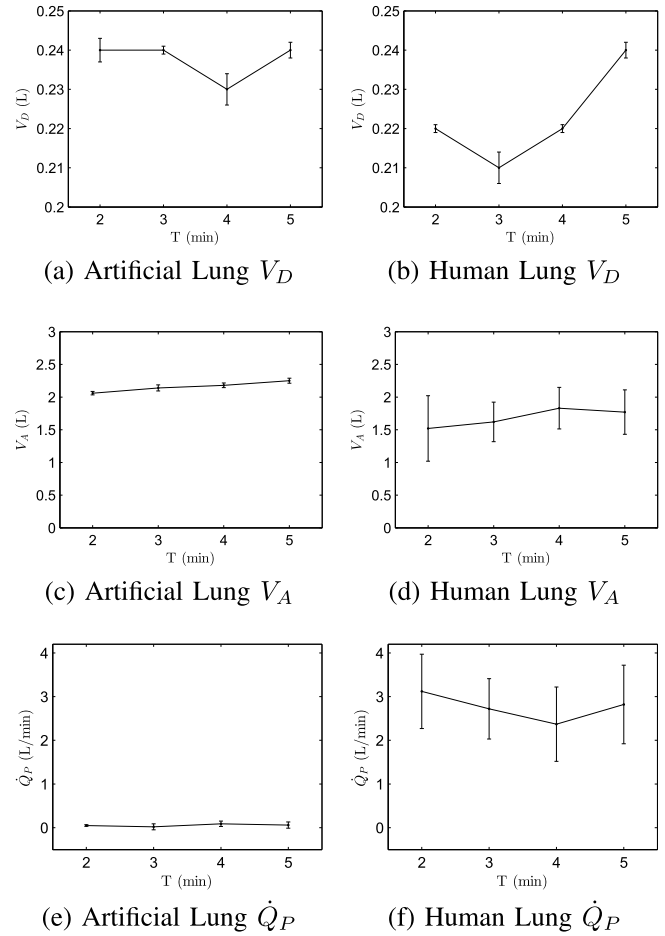 0.25
0.24
0.23
0.22
0.21
0.2
V_D (L)
2 3 4 5
T (min)
(a) Artificial Lung V_D
0.25
0.24
0.23
0.22
0.21
0.2
V_D (L)
2 3 4 5
T (min)
(b) Human Lung V_D
3
2.5
2
1.5
1
0.5
0
V_A (L)
2 3 4 5
T (min)
(c) Artificial Lung V_A
3
2.5
2
1.5
1
0.5
0
V_A (L)
2 3 4 5
T (min)
(d) Human Lung V_A
4
3
2
1
0
Q̇_P (L/min)
2 3 4 5
T (min)
(e) Artificial Lung Q̇_P
4
3
2
1
0
Q̇_P (L/min)
2 3 4 5
T (min)
(f) Human Lung Q̇_P